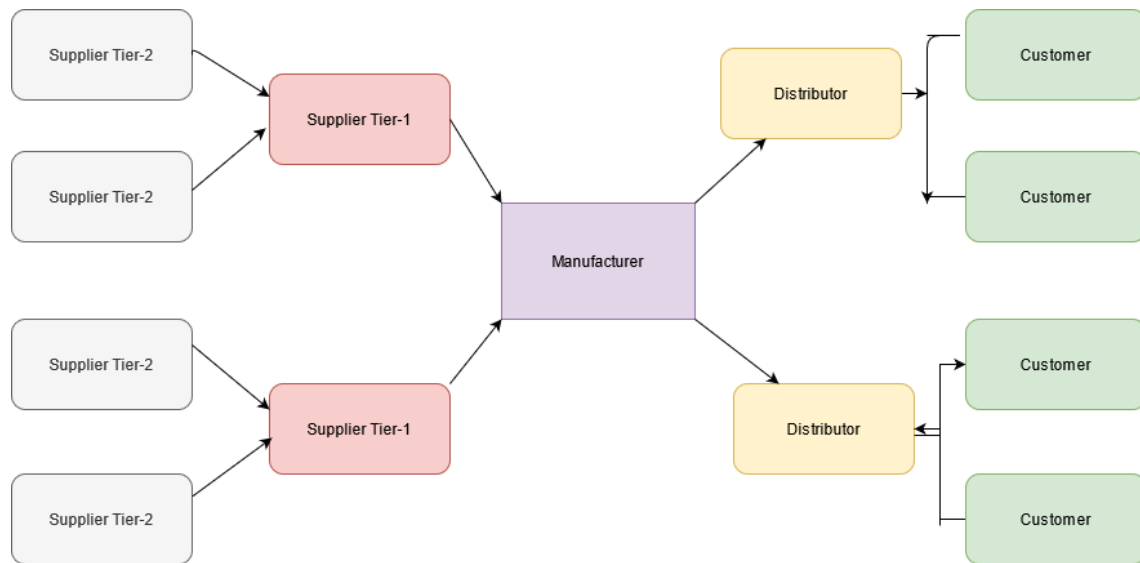 Supplier Tier-2
Supplier Tier-2
Supplier Tier-1
Manufacturer
Distributor
Customer
Customer
Supplier Tier-2
Supplier Tier-2
Supplier Tier-1
Distributor
Customer
Customer